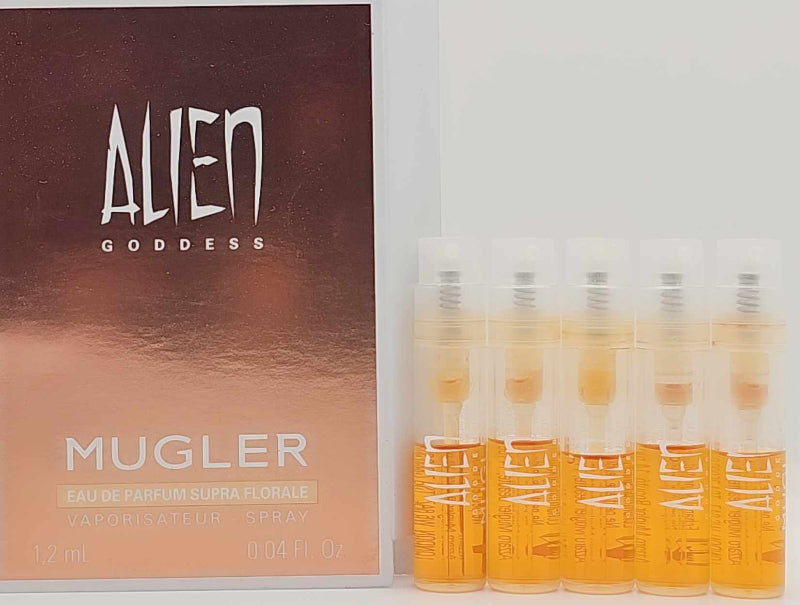 ALIEN
GODDESS
MUGLER
EAU DE PARFUM SUPRA FLORALE
VAPORISATEUR - SPRAY
1,2 mL 0.04 Fl. Oz
ALIEN
ALIEN
ALIEN
ALIEN
ALIEN